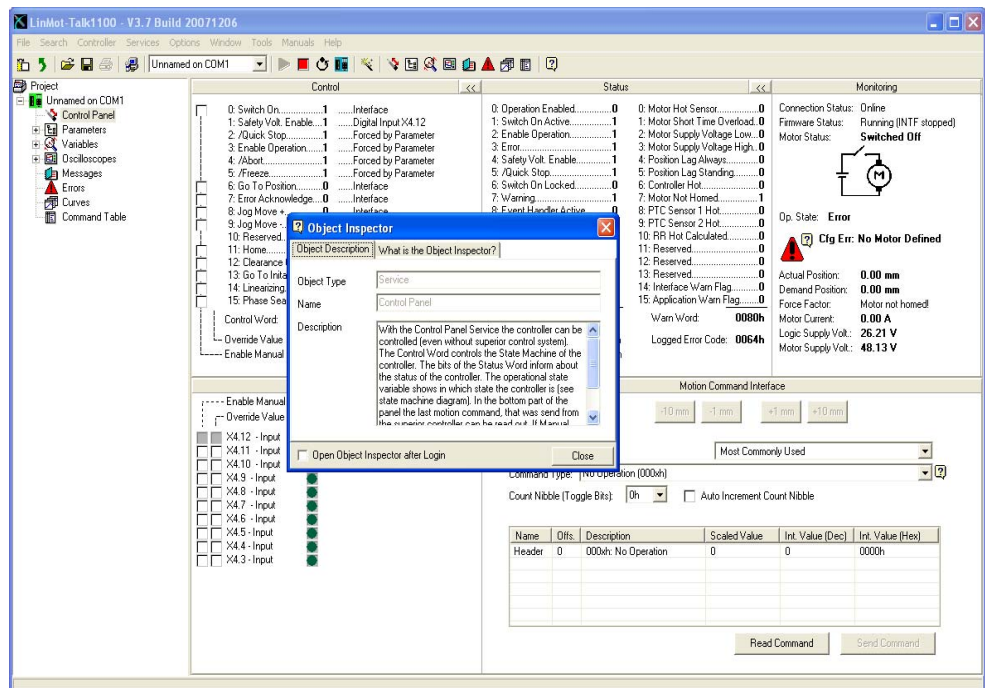 LinMot-Talk1100 - V3.7 Build 20071206
File Search Controller Services Options Window Tools Manuals Help
Unnamed on COM1
Project
Unnamed on COM1
Control Panel
Parameters
Variables
Oscilloscopes
Messages
Errors
Curves
Command Table
Control <<
0: Switch On.................1 ......Interface
1: Safety Volt. Enable....1 ......Digital Input X4.12
2: /Quick Stop...............1 ......Forced by Parameter
3: Enable Operation.......1 ......Forced by Parameter
4: /Abort.......................1 ......Forced by Parameter
5: /Freeze.....................1 ......Forced by Parameter
6: Go To Position...........0 ......Interface
7: Error Acknowledge....0 ......Interface
8: Jog Move +
9: Jog Move -
10: Reserved
11: Home
12: Clearance
13: Go To Inita
14: Linearizing
15: Phase Sea
Control Word:
Override Value
Enable Manual
Status <<
0: Operation Enabled..........0
1: Switch On Active.............1
2: Enable Operation.............1
3: Error................................1
4: Safety Volt. Enable..........1
5: /Quick Stop.....................1
6: Switch On Locked............0
7: Warning..........................1
8: Event Handler Active........0
0: Motor Hot Sensor.............0
1: Motor Short Time Overload..0
2: Motor Supply Voltage Low..0
3: Motor Supply Voltage High..0
4: Position Lag Always..........0
5: Position Lag Standing........0
6: Controller Hot....................0
7: Motor Not Homed.............1
8: PTC Sensor 1 Hot.............0
9: PTC Sensor 2 Hot.............0
10: RR Hot Calculated..........0
11: Reserved........................0
12: Reserved........................0
13: Reserved........................0
14: Interface Warn Flag.........0
15: Application Warn Flag......0
Warn Word: 0080h
Logged Error Code: 0064h
Monitoring
Connection Status: Online
Firmware Status: Running (INTF stopped)
Motor Status: Switched Off
M
Op. State: Error
Cfg Err: No Motor Defined
Actual Position: 0.00 mm
Demand Position: 0.00 mm
Force Factor: Motor not homed!
Motor Current: 0.00 A
Logic Supply Volt.: 26.21 V
Motor Supply Volt.: 48.13 V
Object Inspector
Object Description What is the Object Inspector?
Object Type Service
Name Control Panel
Description
With the Control Panel Service the controller can be
controlled (even without superior control system).
The Control Word controls the State Machine of the
controller. The bits of the Status Word inform about
the status of the controller. The operational state
variable shows in which state the controller is (see
state machine diagram). In the bottom part of the
panel the last motion command, that was send from
the superior controller can be read out. If Manual
Open Object Inspector after Login
Close
Enable Manual
Override Value
X4.12 - Input
X4.11 - Input
X4.10 - Input
X4.9 - Input
X4.8 - Input
X4.7 - Input
X4.6 - Input
X4.5 - Input
X4.4 - Input
X4.3 - Input
Motion Command Interface
-10 mm -1 mm +1 mm +10 mm
Most Commonly Used
Command Type: No Operation (000xh)
Count Nibble (Toggle Bits): 0h Auto Increment Count Nibble
Name Offs. Description Scaled Value Int. Value (Dec) Int. Value (Hex)
Header 0 000xh: No Operation 0 0 0000h
Read Command Send Command